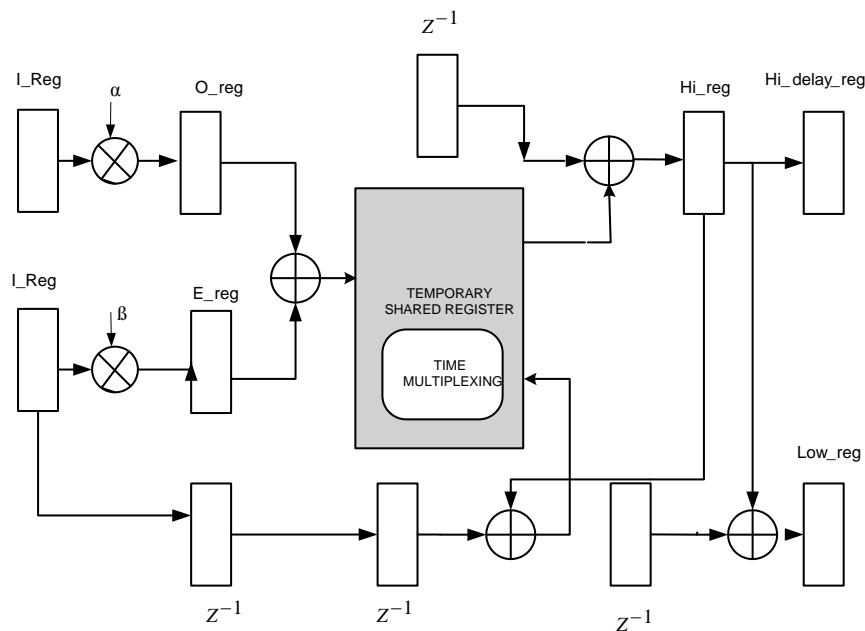 Z⁻¹
I_Reg
α
O_reg
Hi_reg
Hi_delay_reg
I_Reg
ß
E_reg
TEMPORARY
SHARED REGISTER
TIME
MULTIPLEXING
Low_reg
Z⁻¹
Z⁻¹
Z⁻¹